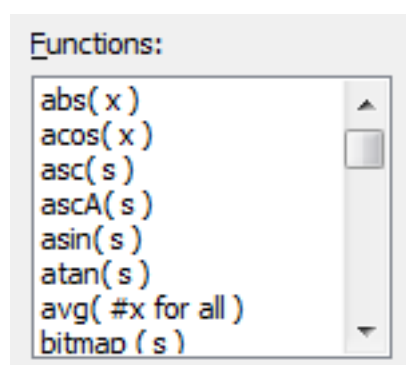 Functions:
abs( x )
acos( x )
asc( s )
ascA( s )
asin( s )
atan( s )
avg( #x for all )
bitmap ( s )